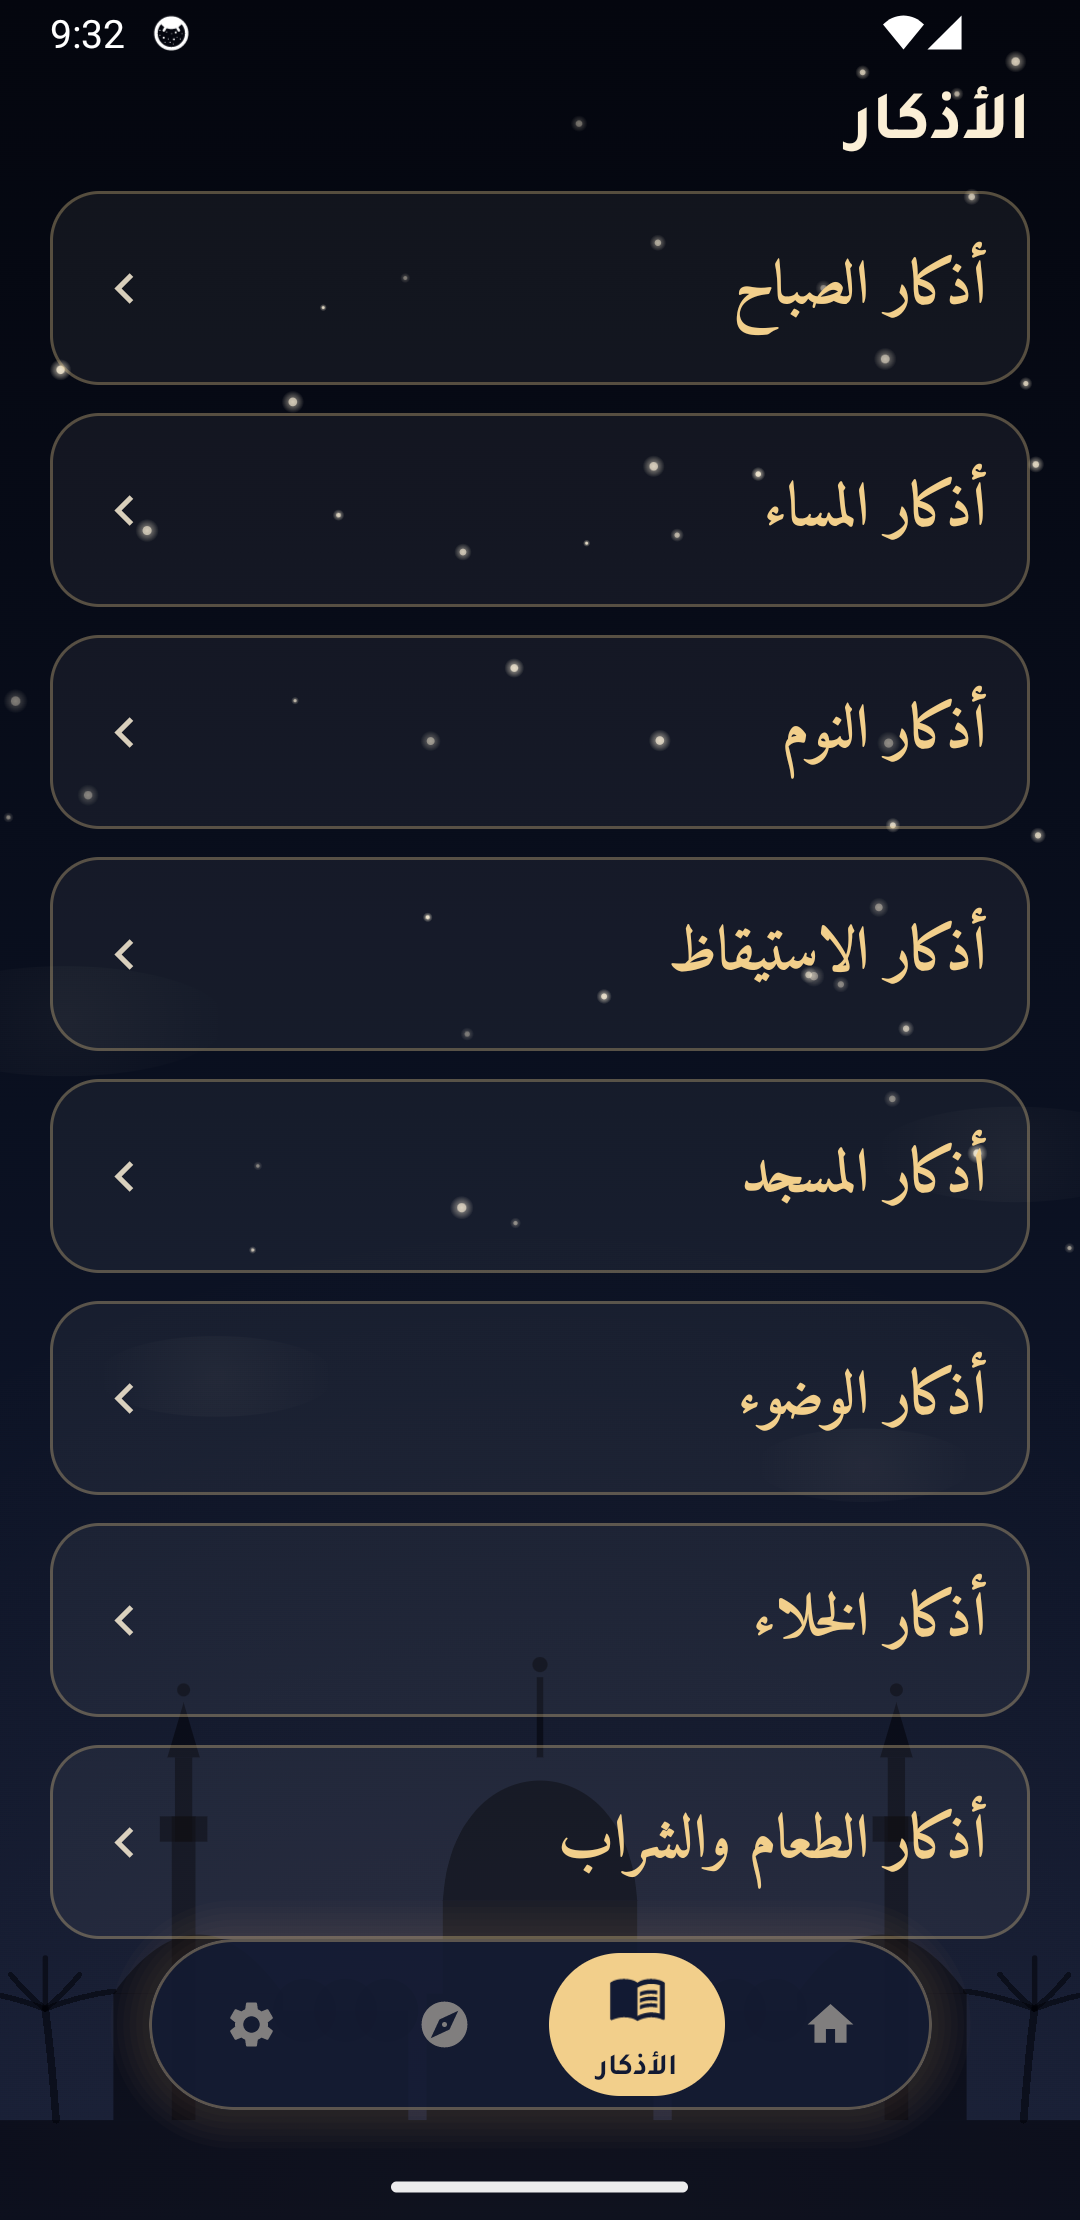 9:32
الأذكار
أذكار الصباح
أذكار المساء
أذكار النوم
أذكار الاستيقاظ
أذكار المسجد
أذكار الوضوء
أذكار الخلاء
أذكار الطعام والشراب
الأذكار